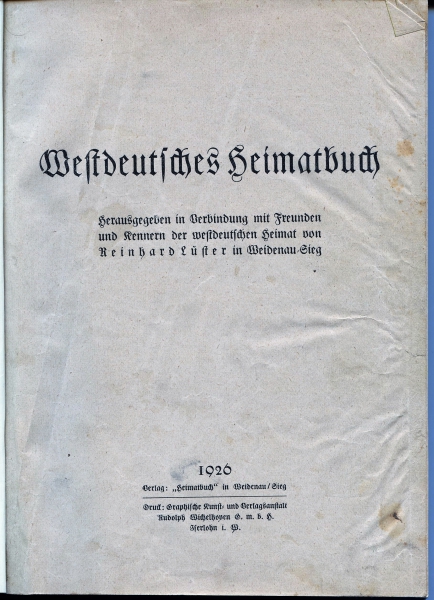 Westdeutsches Heimatbuch
Herausgegeben in Verbindung mit Freunden
und Kennern der westdeutschen Heimat von
Reinhard Lüster in Weidenau-Sieg
1926
Verlag: „Heimatbuch“ in Weidenau/Sieg
Druck: Graphische Kunst- und Verlagsanstalt
Rudolph Wichelhoven G. m. b. H.
Iserlohn i. W.